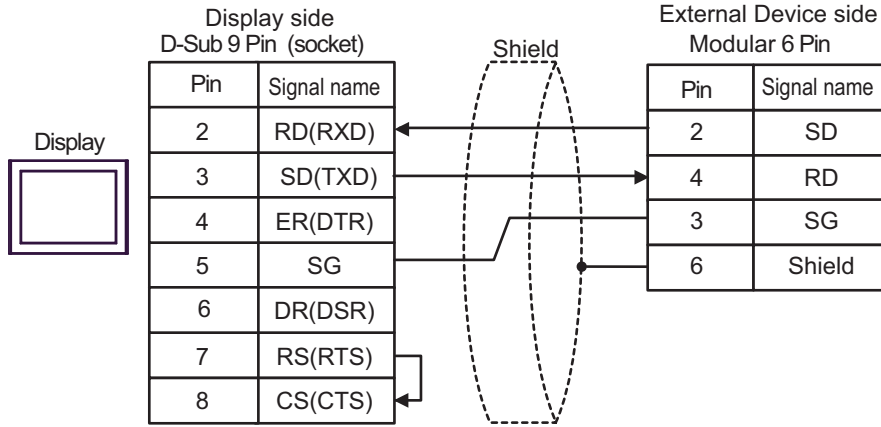 Display side
D-Sub 9 Pin (socket)
External Device side
Modular 6 Pin
Shield
Display
Pin Signal name
2 RD(RXD)
3 SD(TXD)
4 ER(DTR)
5 SG
6 DR(DSR)
7 RS(RTS)
8 CS(CTS)
Pin Signal name
2 SD
4 RD
3 SG
6 Shield